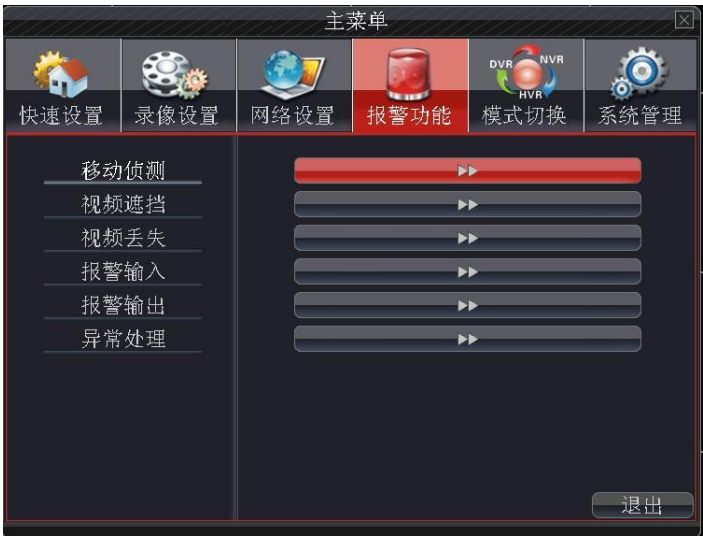 主菜单
DVR NVR
HVR
快速设置 录像设置 网络设置 报警功能 模式切换 系统管理
移动侦测
视频遮挡
视频丢失
报警输入
报警输出
异常处理
退出